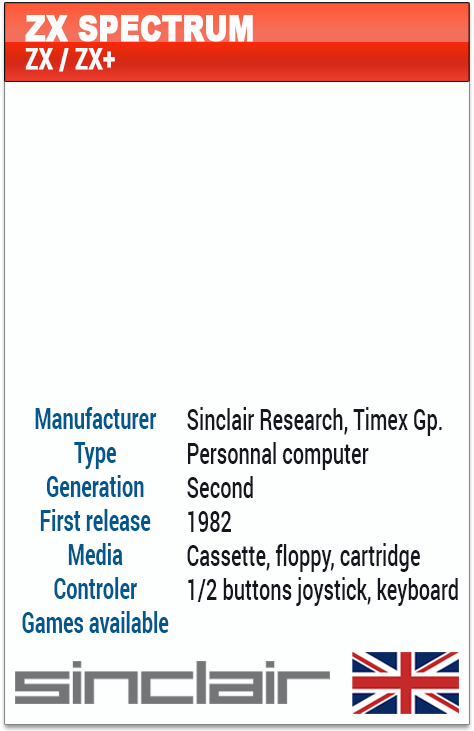 ZX SPECTRUM
ZX / ZX+
Manufacturer Sinclair Research, Timex Gp.
Type Personnal computer
Generation Second
First release 1982
Media Cassette, floppy, cartridge
Controler 1/2 buttons joystick, keyboard
Games available
sinclair